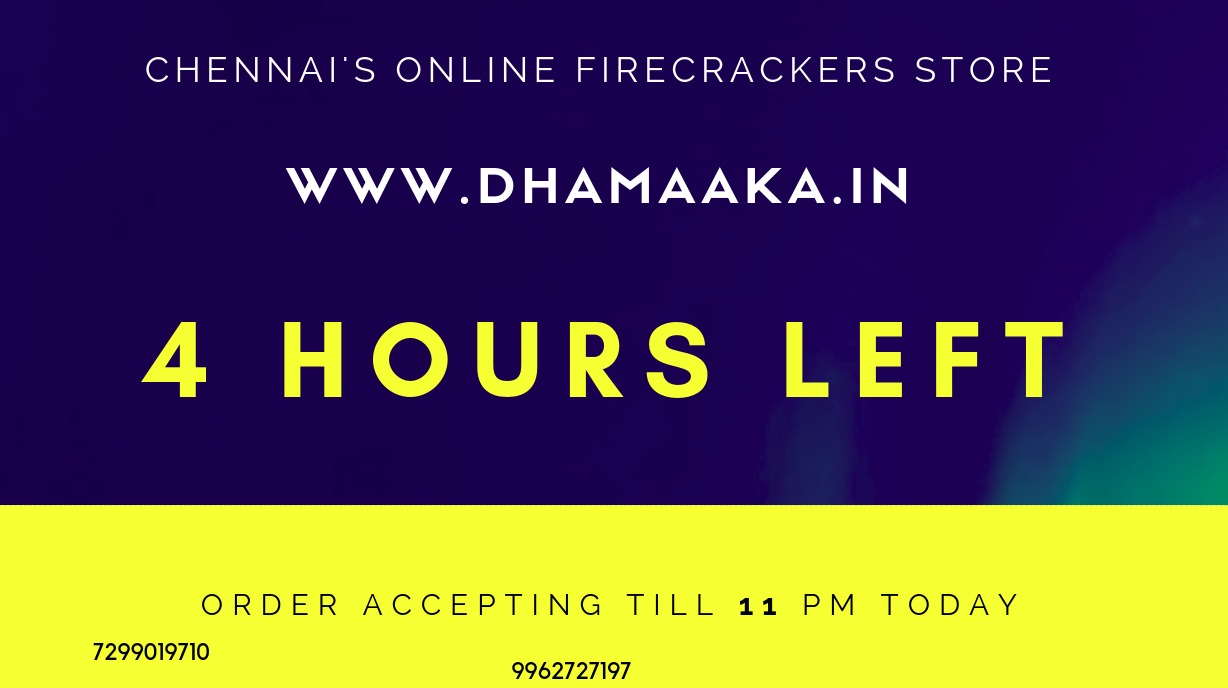 CHENNAI'S ONLINE FIRECRACKERS STORE
WWW.DHAMAAKA.IN
4 HOURS LEFT
ORDER ACCEPTING TILL 11 PM TODAY
7299019710
9962727197